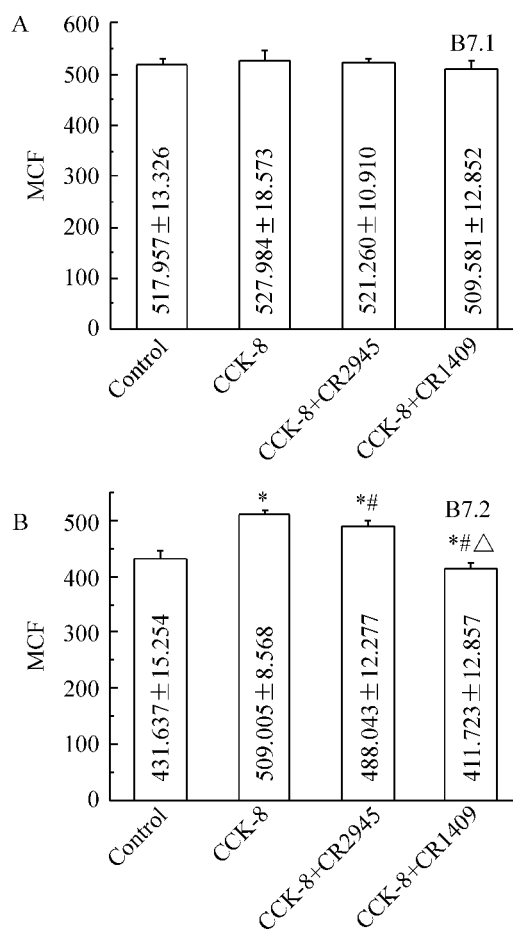 A
MCF
600
500
400
300
200
100
0
B7.1
517.957±13.326
527.984±18.573
521.260±10.910
509.581±12.852
Control
CCK-8
CCK-8+CR2945
CCK-8+CR1409
B
MCF
500
400
300
200
100
0
*
*#
B7.2
*#△
431.637±15.254
509.005±8.568
488.043±12.277
411.723±12.857
Control
CCK-8
CCK-8+CR2945
CCK-8+CR1409